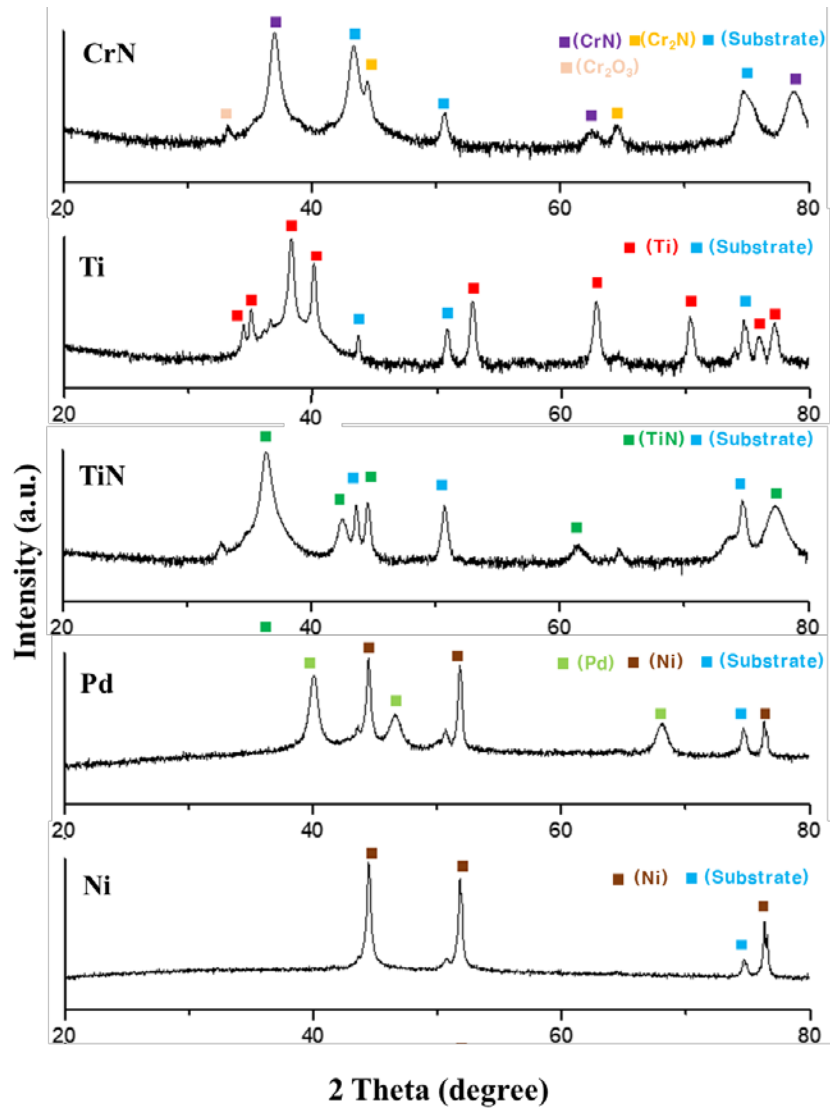 CrN
(CrN) (Cr₂N) (Substrate)
(Cr₂O₃)
20 40 60 80
Ti
(Ti) (Substrate)
20 40 60 80
TiN
(TiN) (Substrate)
20 40 60 80
Pd
(Pd) (Ni) (Substrate)
20 40 60 80
Ni
(Ni) (Substrate)
20 40 60 80
Intensity (a.u.)
2 Theta (degree)